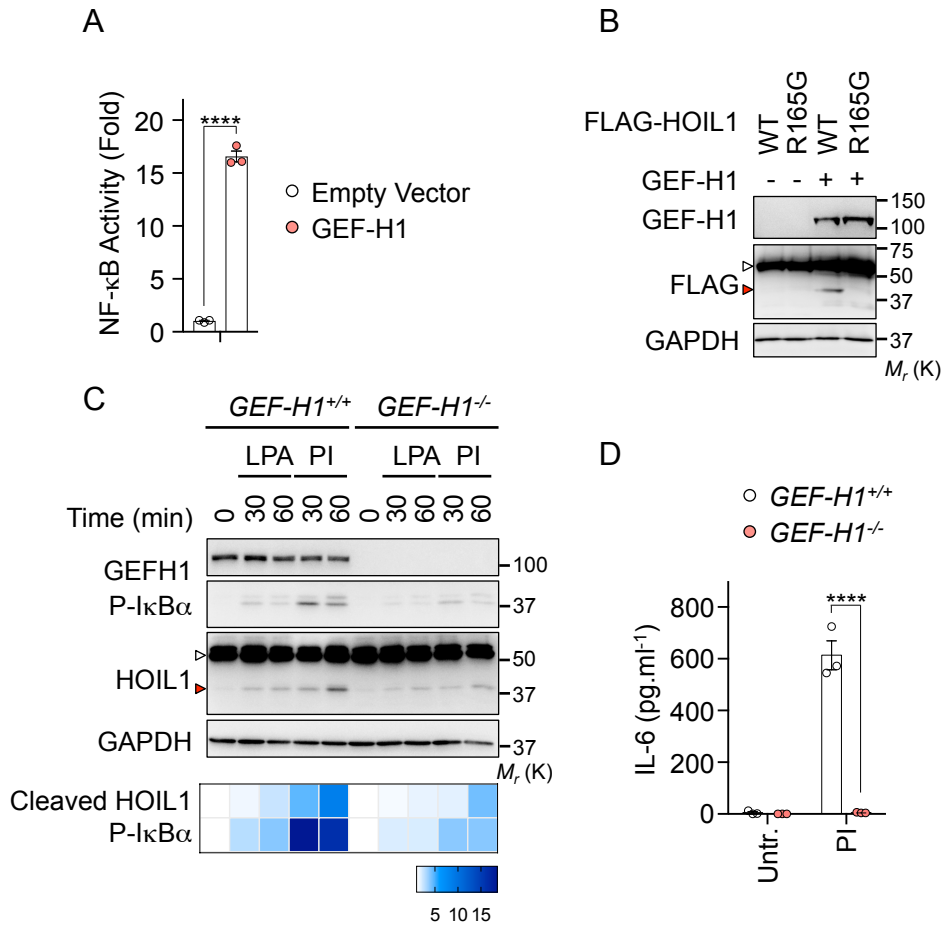 A
NF-κB Activity (Fold)
20
15
10
5
0
****
Empty Vector
GEF-H1
B
FLAG-HOIL1
WT
R165G
WT
R165G
GEF-H1 - - + +
GEF-H1
150
100
FLAG
75
50
37
GAPDH
37
Mr (K)
C
GEF-H1+/+ GEF-H1-/-
LPA PI LPA PI
Time (min) 0 30 60 30 60 0 30 60 30 60
GEFH1
100
P-IκBα
37
HOIL1
50
37
GAPDH
37
Mr (K)
Cleaved HOIL1
P-IκBα
5 10 15
D
GEF-H1+/+
GEF-H1-/-
IL-6 (pg.ml-1)
800
600
400
200
0
****
Untr.
PI